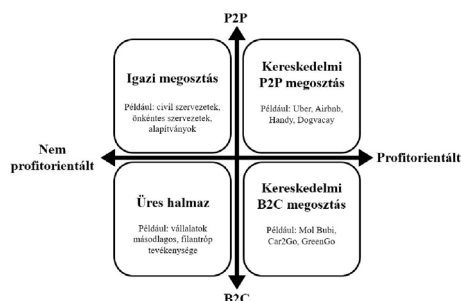 P2P
Igazi megosztás
Például: civil szervezetek,
önkéntes szervezetek,
alapítványok
Kereskedelmi
P2P megosztás
Például: Uber, Airbnb,
Handy, Dogvacay
Nem
profitorientált
Profitorientált
Üres halmaz
Például: vállalatok
másodlagos, filantróp
tevékenysége
Kereskedelmi
B2C megosztás
Például: Mol Bubi,
Car2Go, GreenGo
B2C